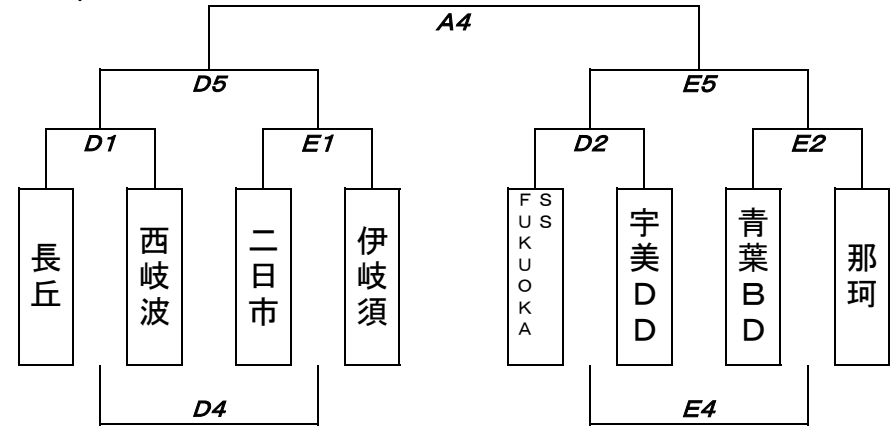 A4
D5
E5
D1
E1
D2
E2
長丘
西岐波
二日市
伊岐須
SS
FUKUOKA
宇美DD
青葉BD
那珂
D4
E4